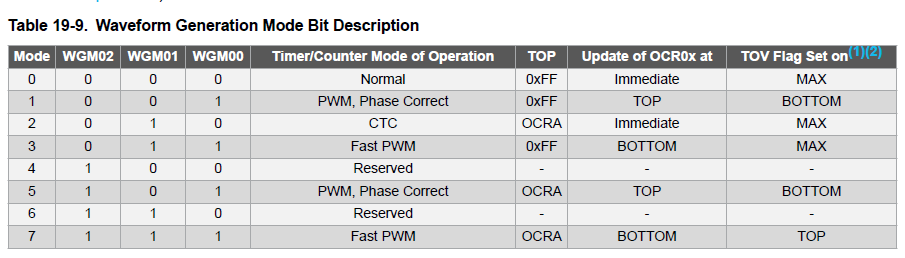 Table 19-9. Waveform Generation Mode Bit Description
Mode WGM02 WGM01 WGM00 Timer/Counter Mode of Operation TOP Update of OCR0x at TOV Flag Set on(1)(2)
0 0 0 0 Normal 0xFF Immediate MAX
1 0 0 1 PWM, Phase Correct 0xFF TOP BOTTOM
2 0 1 0 CTC OCRA Immediate MAX
3 0 1 1 Fast PWM 0xFF BOTTOM MAX
4 1 0 0 Reserved - - -
5 1 0 1 PWM, Phase Correct OCRA TOP BOTTOM
6 1 1 0 Reserved - - -
7 1 1 1 Fast PWM OCRA BOTTOM TOP